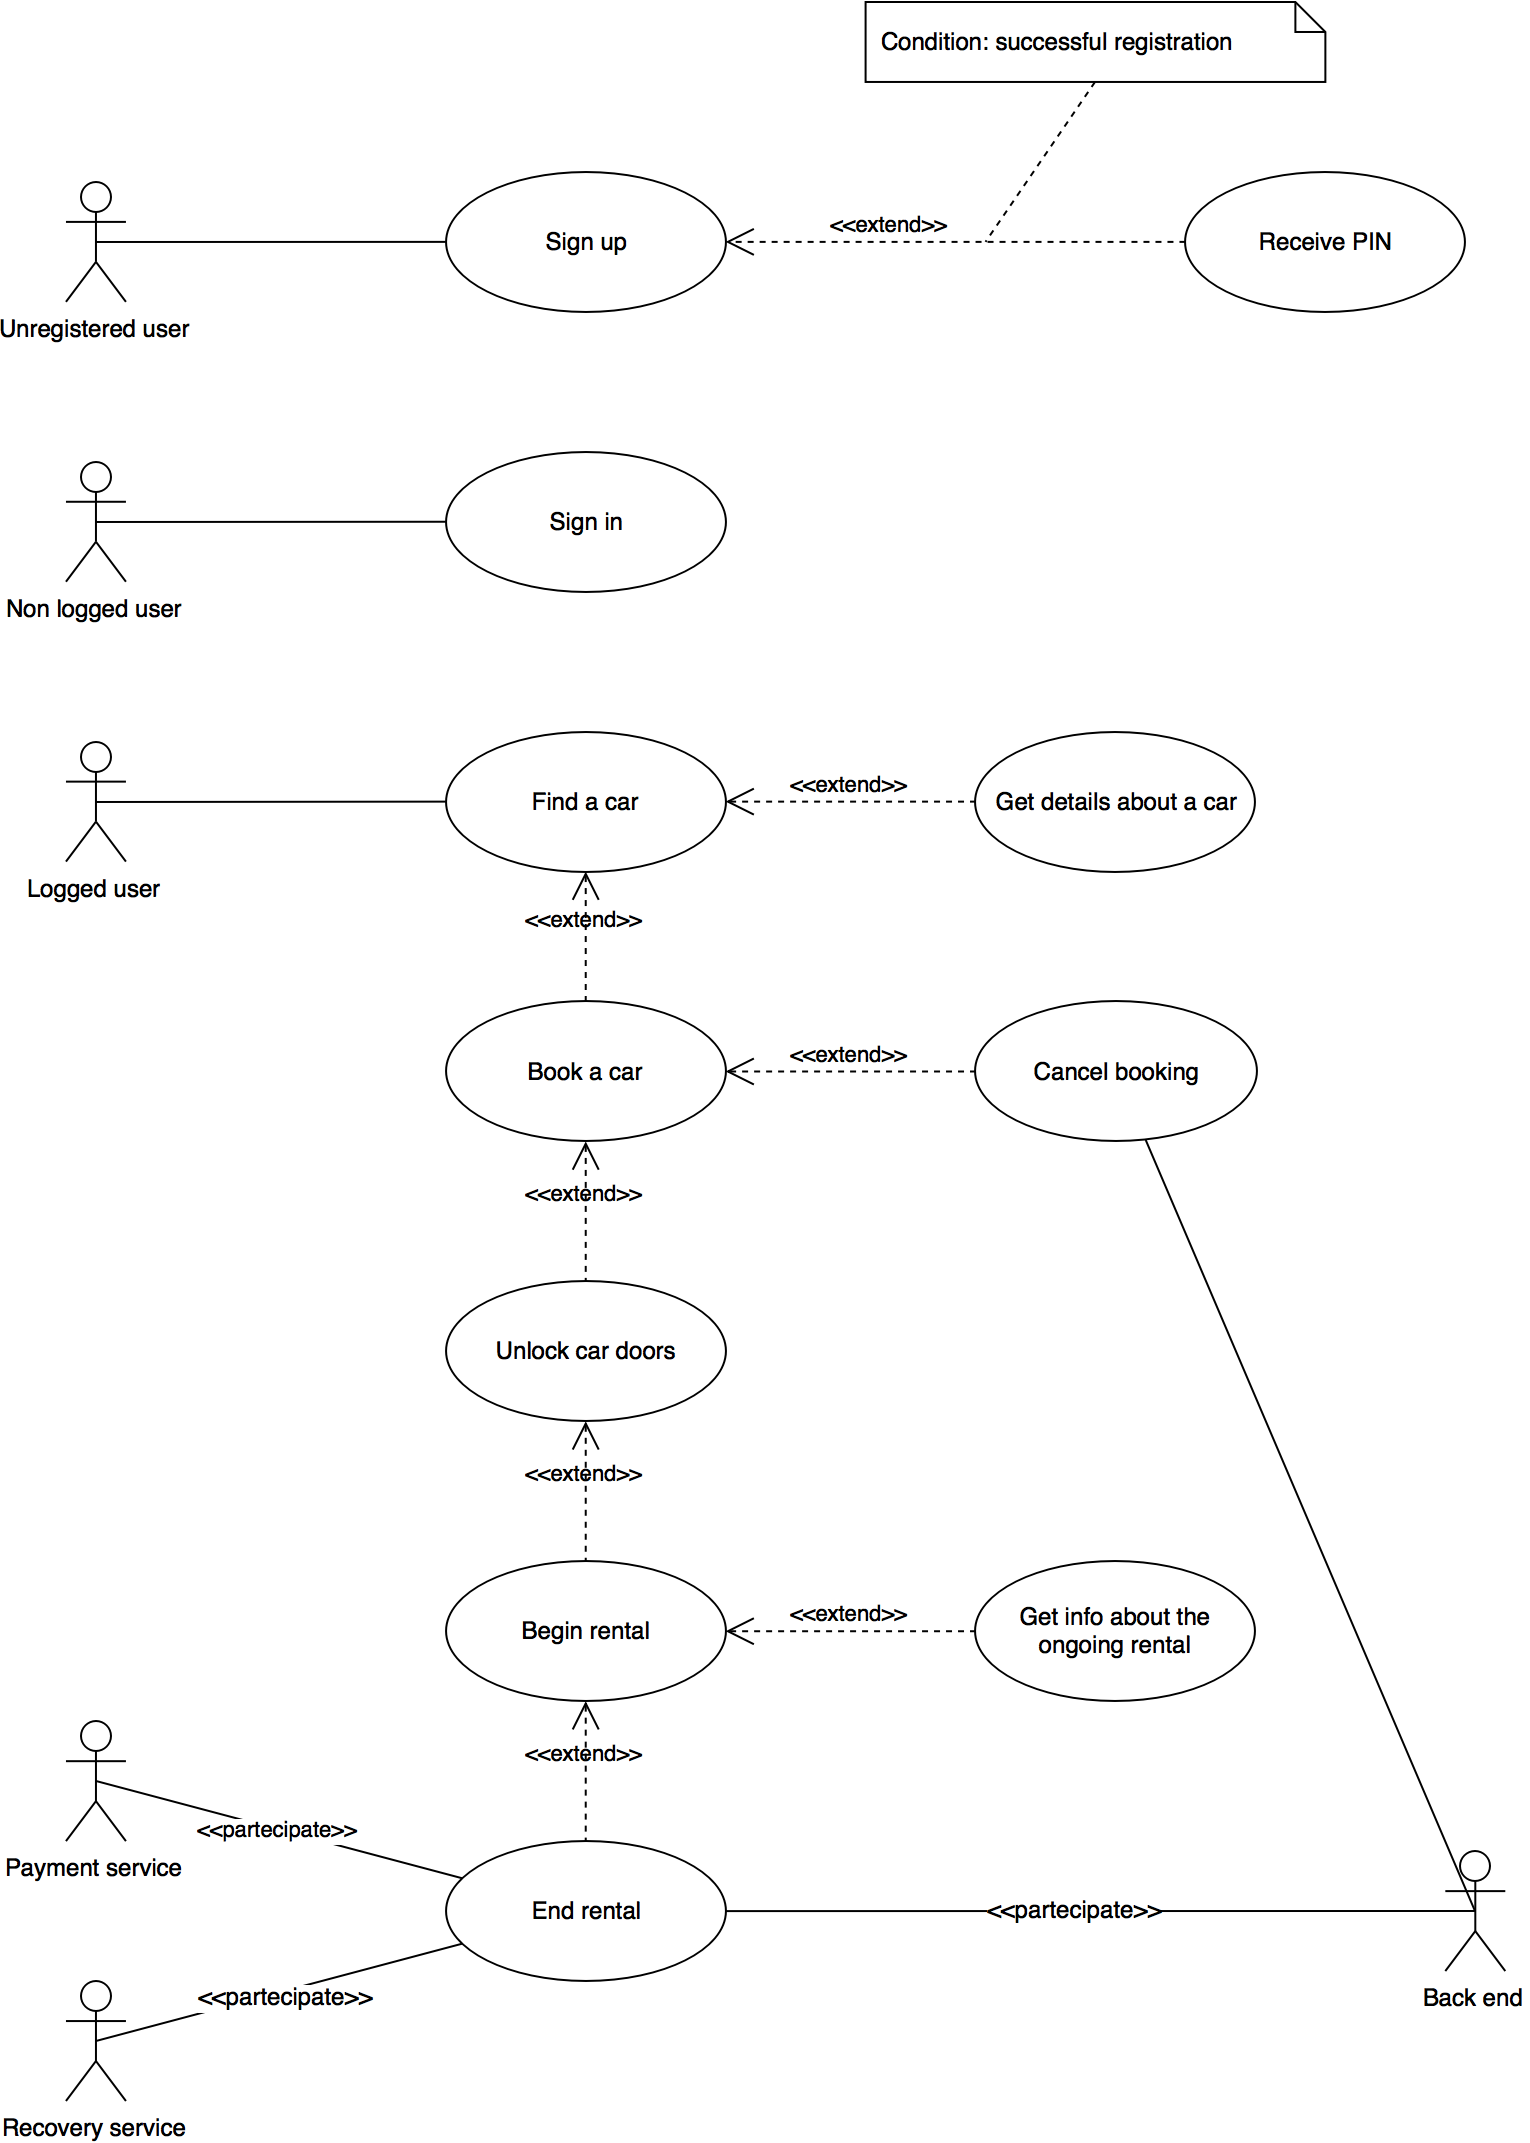 Condition: successful registration
<<extend>>
Sign up
Receive PIN
Unregistered user
Sign in
Non logged user
<<extend>>
Find a car
Get details about a car
Logged user
<<extend>>
<<extend>>
Book a car
Cancel booking
<<extend>>
Unlock car doors
<<extend>>
<<extend>>
Begin rental
Get info about the
ongoing rental
<<extend>>
<<partecipate>>
Payment service
End rental
<<partecipate>>
<<partecipate>>
Back end
Recovery service